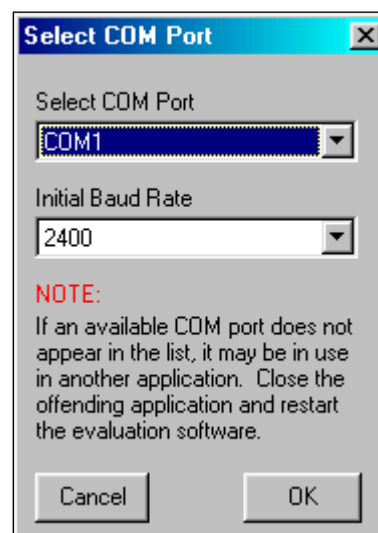 Select COM Port
Select COM Port
COM1
Initial Baud Rate
2400
NOTE:
If an available COM port does not
appear in the list, it may be in use
in another application. Close the
offending application and restart
the evaluation software.
Cancel OK